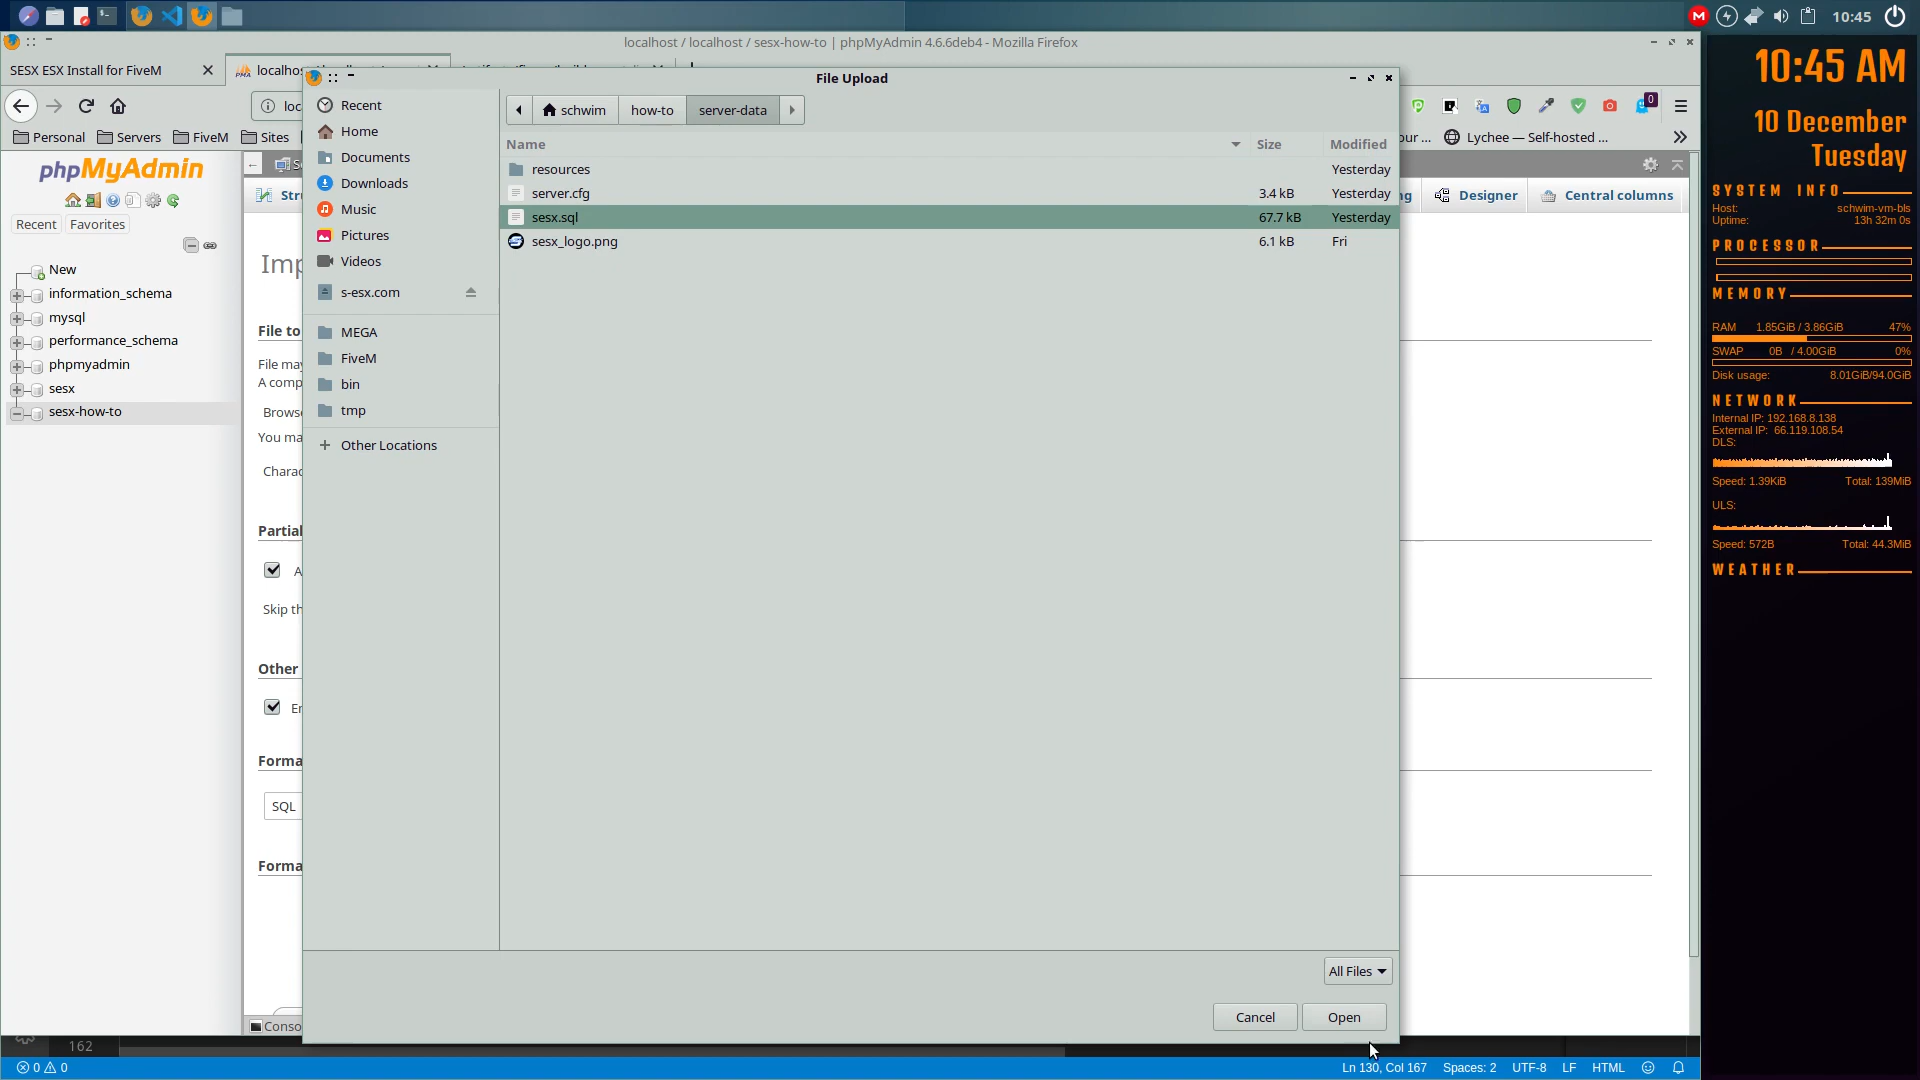 10:45
localhost / localhost / sesx-how-to | phpMyAdmin 4.6.6deb4 - Mozilla Firefox
SESX ESX Install for FiveM
Personal
Servers
FiveM
Sites
Lychee — Self-hosted ...
0
phpMyAdmin
Recent
Favorites
New
information_schema
mysql
performance_schema
phpmyadmin
sesx
sesx-how-to
Designer
Central columns
File to
Skip th
Other
SQL
File Upload
Recent
Home
Documents
Downloads
Music
Pictures
Videos
s-esx.com
MEGA
FiveM
bin
tmp
Other Locations
schwim
how-to
server-data
Name
Size
Modified
resources
Yesterday
server.cfg
3.4 kB
Yesterday
sesx.sql
67.7 kB
Yesterday
sesx_logo.png
6.1 kB
Fri
All Files
Cancel
Open
162
0
0
Ln 130, Col 167
Spaces: 2
UTF-8
LF
HTML
10:45 AM
10 December
Tuesday
SYSTEM INFO
Host:
schwim-vm-bls
Uptime:
13h 32m 0s
PROCESSOR
MEMORY
RAM
1.85GiB / 3.86GiB
47%
SWAP
0B / 4.00GiB
0%
Disk usage:
8.01GiB/94.0GiB
NETWORK
Internal IP: 192.168.8.138
External IP: 66.119.108.54
DLS:
Speed: 1.39KiB
Total: 139MiB
ULS:
Speed: 572B
Total: 44.3MiB
WEATHER